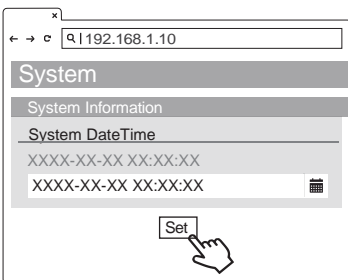 192.168.1.10
System
System Information
System DateTime
XXXX-XX-XX XX:XX:XX
XXXX-XX-XX XX:XX:XX
Set